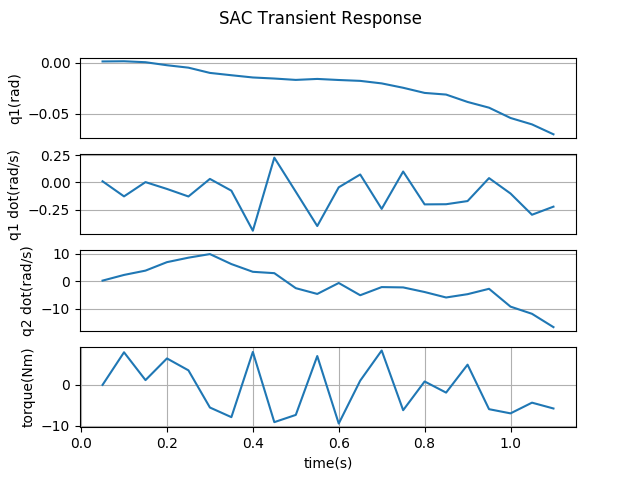 SAC Transient Response
0.00
−0.05
q1(rad)
0.25
0.00
−0.25
q1 dot(rad/s)
10
0
−10
q2 dot(rad/s)
0
−10
torque(Nm)
0.0 0.2 0.4 0.6 0.8 1.0
time(s)